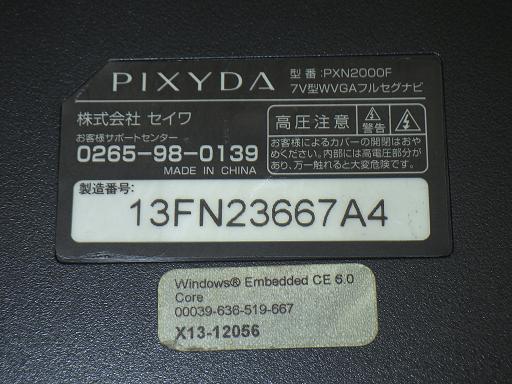 PIXYDA
型 番：PXN2000F
7V型WVGAフルセグナビ
株式会社 セイワ
お客様サポートセンター
0265-98-0139
MADE IN CHINA
高圧注意
警告
お客様によるカバーの開閉はおや
めください。内部には高電圧部分が
あり、万一触れると大変危険です。
製造番号:
13FN23667A4
Windows® Embedded CE 6.0
Core
00039-636-519-667
X13-12056